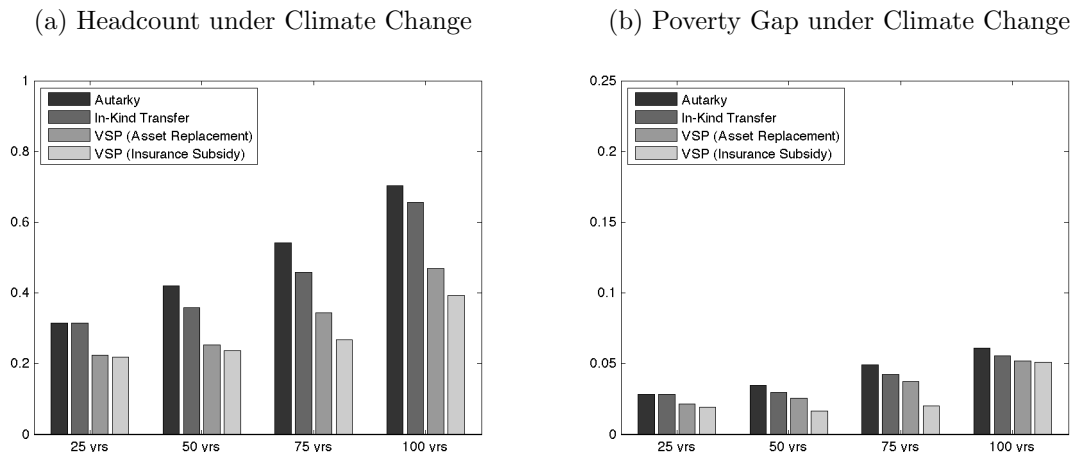 (a) Headcount under Climate Change
1
0.8
0.6
0.4
0.2
0
Autarky
In-Kind Transfer
VSP (Asset Replacement)
VSP (Insurance Subsidy)
25 yrs
50 yrs
75 yrs
100 yrs
(b) Poverty Gap under Climate Change
0.25
0.2
0.15
0.1
0.05
0
Autarky
In-Kind Transfer
VSP (Asset Replacement)
VSP (Insurance Subsidy)
25 yrs
50 yrs
75 yrs
100 yrs